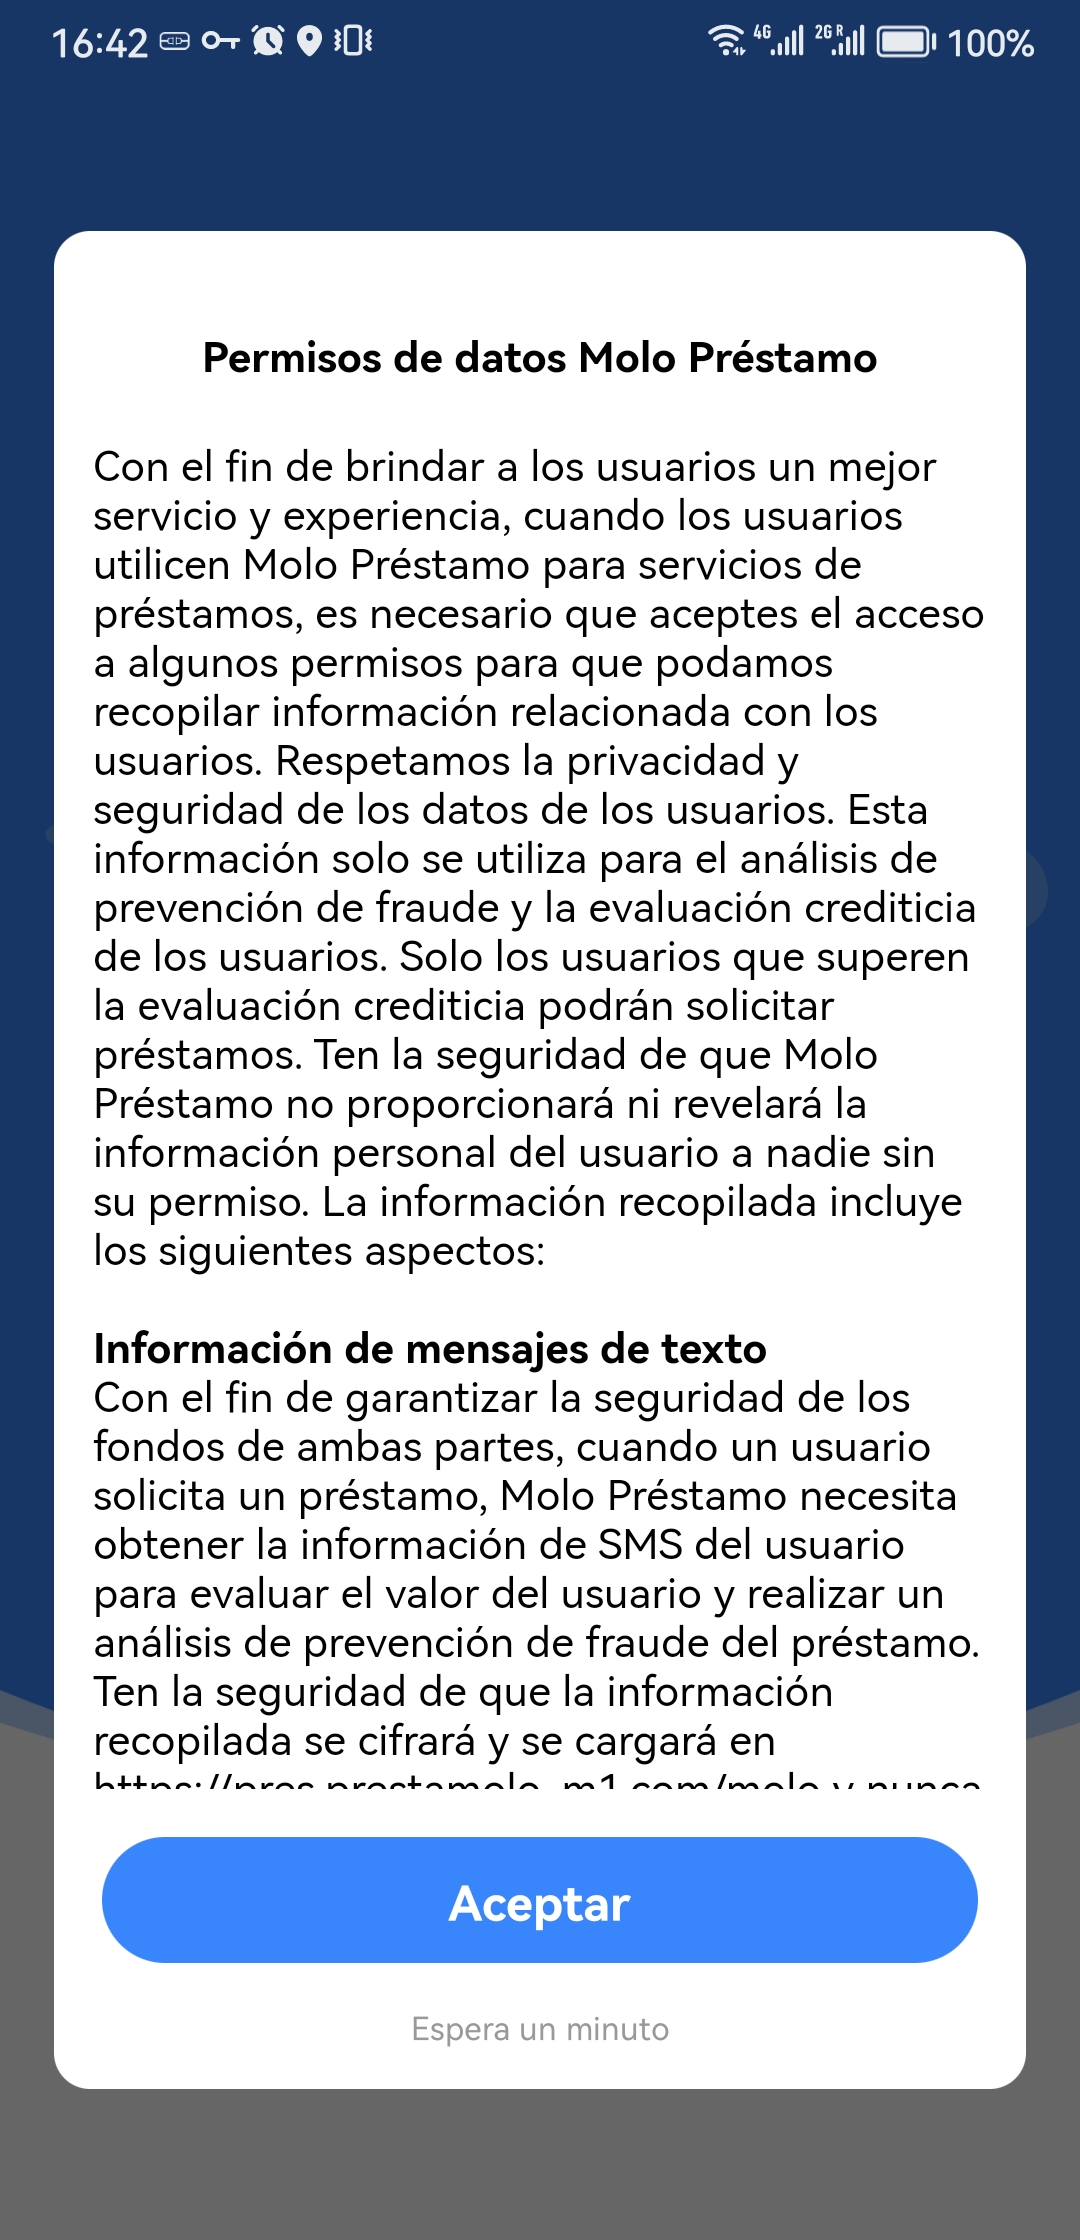 16:42
4G
2G R
100%
Permisos de datos Molo Préstamo
Con el fin de brindar a los usuarios un mejor
servicio y experiencia, cuando los usuarios
utilicen Molo Préstamo para servicios de
préstamos, es necesario que aceptes el acceso
a algunos permisos para que podamos
recopilar información relacionada con los
usuarios. Respetamos la privacidad y
seguridad de los datos de los usuarios. Esta
información solo se utiliza para el análisis de
prevención de fraude y la evaluación crediticia
de los usuarios. Solo los usuarios que superen
la evaluación crediticia podrán solicitar
préstamos. Ten la seguridad de que Molo
Préstamo no proporcionará ni revelará la
información personal del usuario a nadie sin
su permiso. La información recopilada incluye
los siguientes aspectos:
Información de mensajes de texto
Con el fin de garantizar la seguridad de los
fondos de ambas partes, cuando un usuario
solicita un préstamo, Molo Préstamo necesita
obtener la información de SMS del usuario
para evaluar el valor del usuario y realizar un
análisis de prevención de fraude del préstamo.
Ten la seguridad de que la información
recopilada se cifrará y se cargará en
y nunca
Aceptar
Espera un minuto